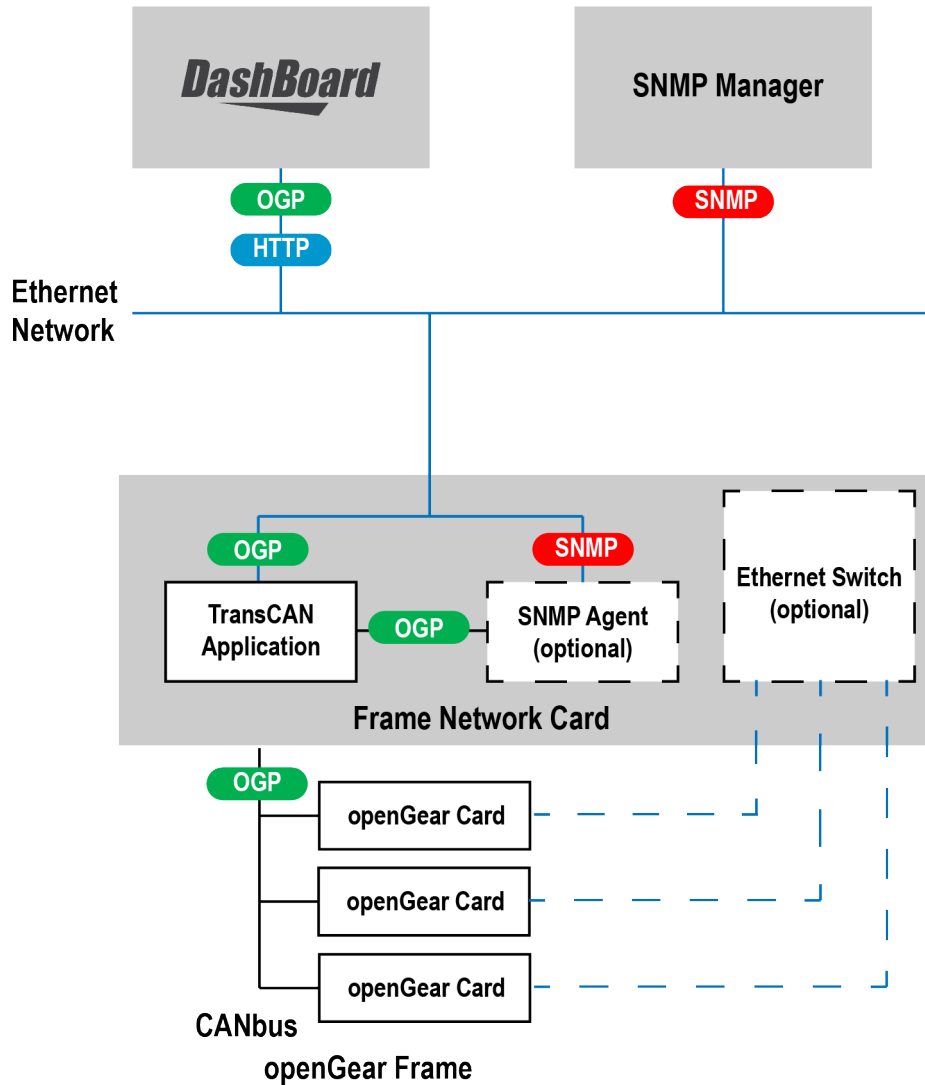 DashBoard
SNMP Manager
OGP
SNMP
HTTP
Ethernet
Network
OGP
SNMP
TransCAN
Application
OGP
SNMP Agent
(optional)
Ethernet Switch
(optional)
Frame Network Card
OGP
openGear Card
openGear Card
openGear Card
CANbus
openGear Frame